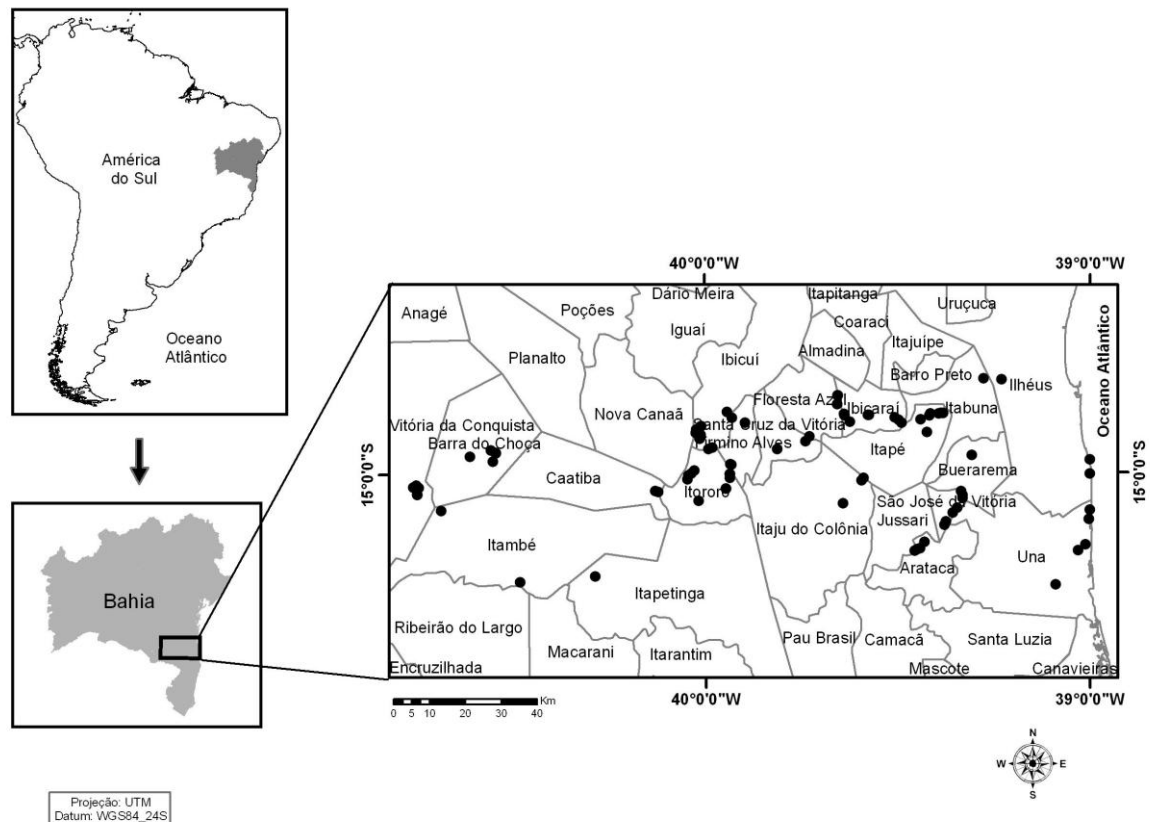 América
do Sul
Oceano
Atlântico
Bahia
Projeção: UTM
Datum: WGS84_24S
40°0'0"W
39°0'0"W
Dário Meira
Itapitanga
Uruçuca
Anagé
Poções
Coaraci
Iguaí
Itajuípe
Planalto
Ibicuí
Almadina
Barro Preto
Ilhéus
Oceano Atlântico
Floresta Azul
Nova Canaã
Ibicaraí
Itabuna
Vitória da Conquista
Santa Cruz da Vitória
Barra do Choça
Firmino Alves
Itapé
15°0'0"S
Caatiba
Buerarema
15°0'0"S
Itororó
São José da Vitória
Itaju do Colônia
Jussari
Itambé
Una
Arataca
Itapetinga
Ribeirão do Largo
Pau Brasil
Camacã
Santa Luzia
Macarani
Itarantim
Encruzilhada
Mascote
Canavieiras
40°0'0"W
39°0'0"W
Km
0 5 10 20 30 40
N
W E
S